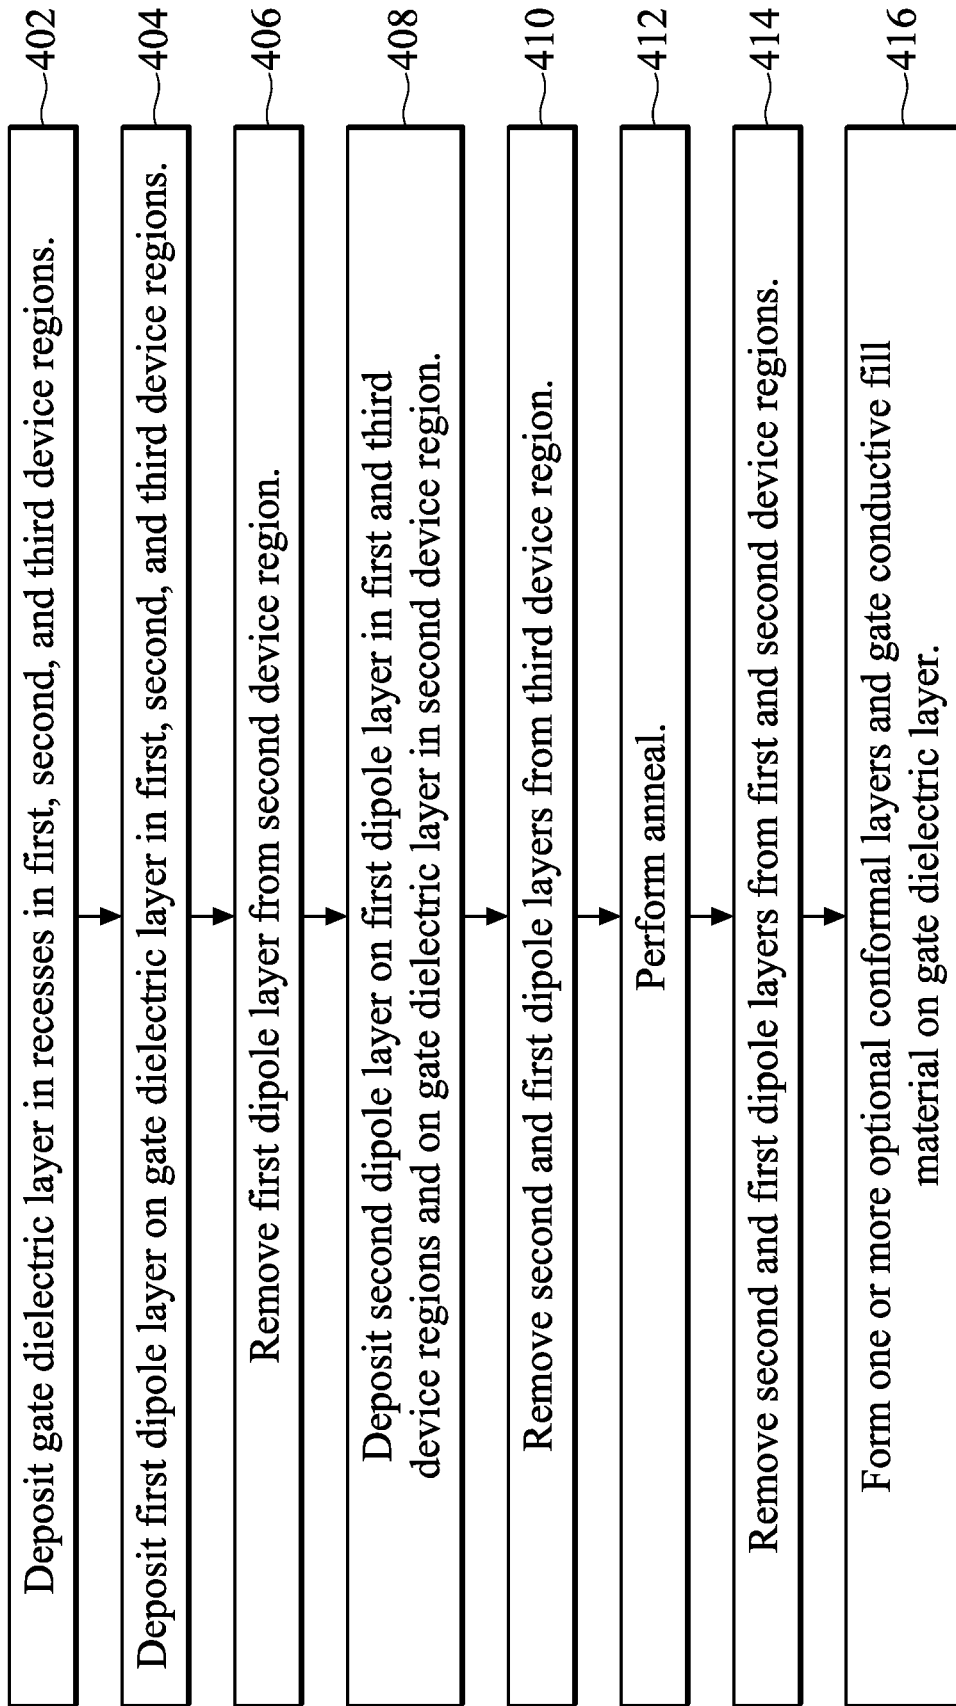 Deposit gate dielectric layer in recesses in first, second, and third device regions.
402
Deposit first dipole layer on gate dielectric layer in first, second, and third device regions.
404
Remove first dipole layer from second device region.
406
Deposit second dipole layer on first dipole layer in first and third
device regions and on gate dielectric layer in second device region.
408
Remove second and first dipole layers from third device region.
410
Perform anneal.
412
Remove second and first dipole layers from first and second device regions.
414
Form one or more optional conformal layers and gate conductive fill
material on gate dielectric layer.
416